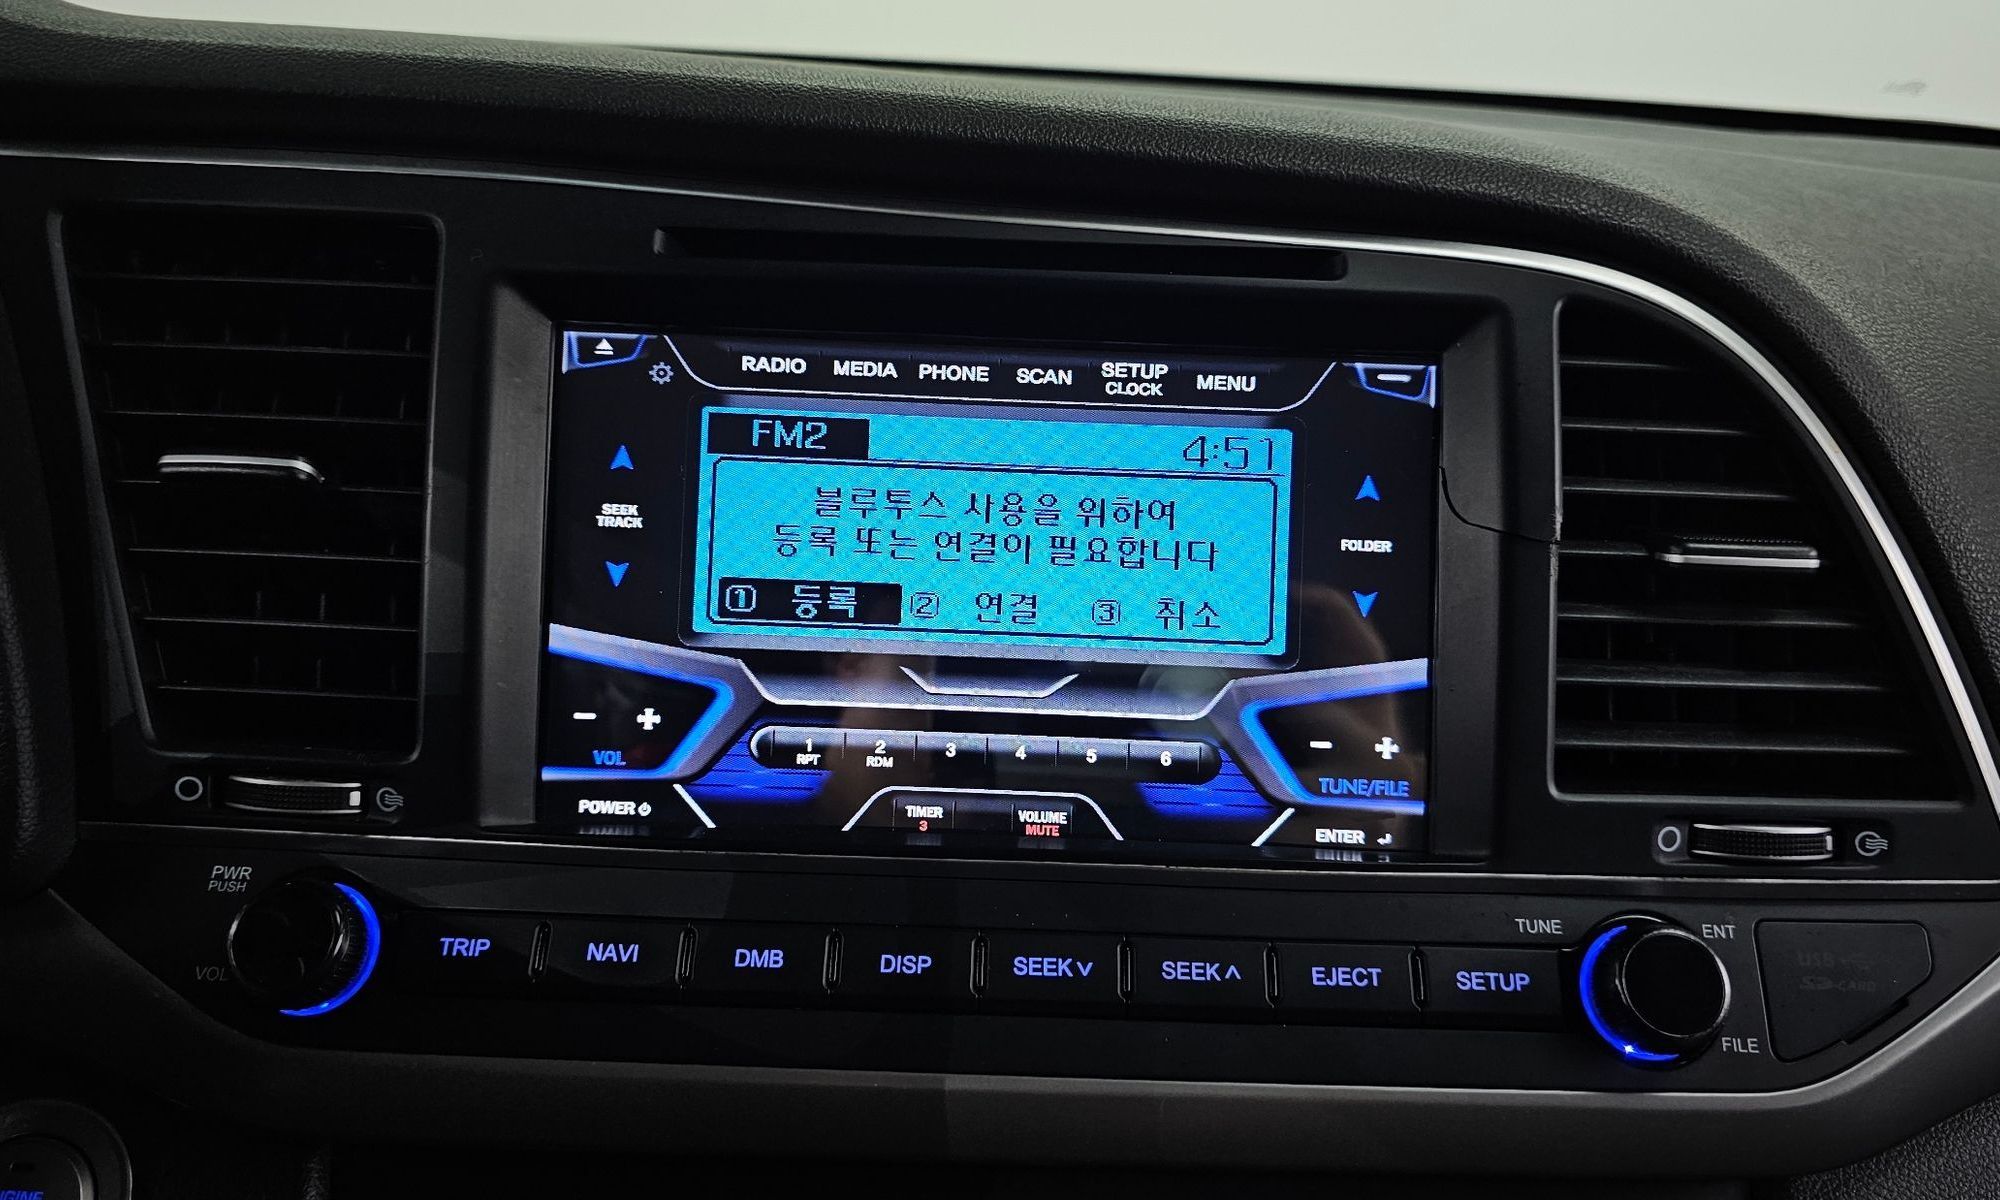 RADIO MEDIA PHONE SCAN SETUP CLOCK MENU
FM2 4:51
SEEK TRACK
블루투스 사용을 위하여
등록 또는 연결이 필요합니다
① 등록 ② 연결 ③ 취소
FOLDER
- + VOL
1 RPT 2 RDM 3 4 5 6
- + TUNE/FILE
POWER
TIMER 3
VOLUME MUTE
ENTER
PWR PUSH
VOL
TRIP NAVI DMB DISP SEEK∨ SEEK∧ EJECT SETUP
TUNE ENT
FILE
USB
SD-CARD